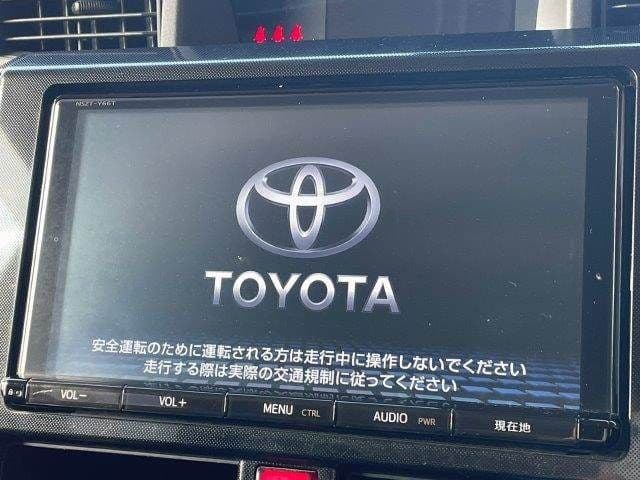 NSZT-Y66T
TOYOTA
安全運転のために運転される方は走行中に操作しないでください
走行する際は実際の交通規制に従ってください
VOL− VOL+ MENU CTRL AUDIO PWR 現在地